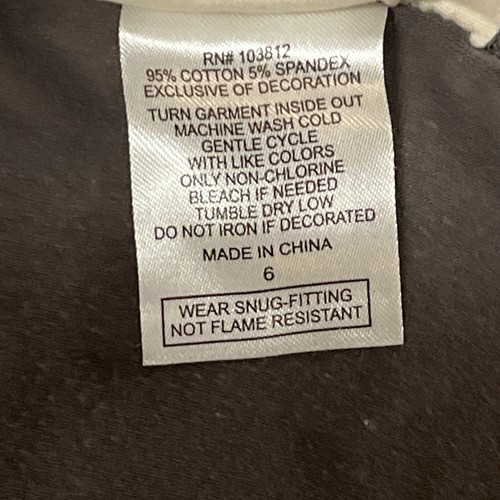 RN# 103812
95% COTTON 5% SPANDEX
EXCLUSIVE OF DECORATION
TURN GARMENT INSIDE OUT
MACHINE WASH COLD
GENTLE CYCLE
WITH LIKE COLORS
ONLY NON-CHLORINE
BLEACH IF NEEDED
TUMBLE DRY LOW
DO NOT IRON IF DECORATED
MADE IN CHINA
6
WEAR SNUG-FITTING
NOT FLAME RESISTANT